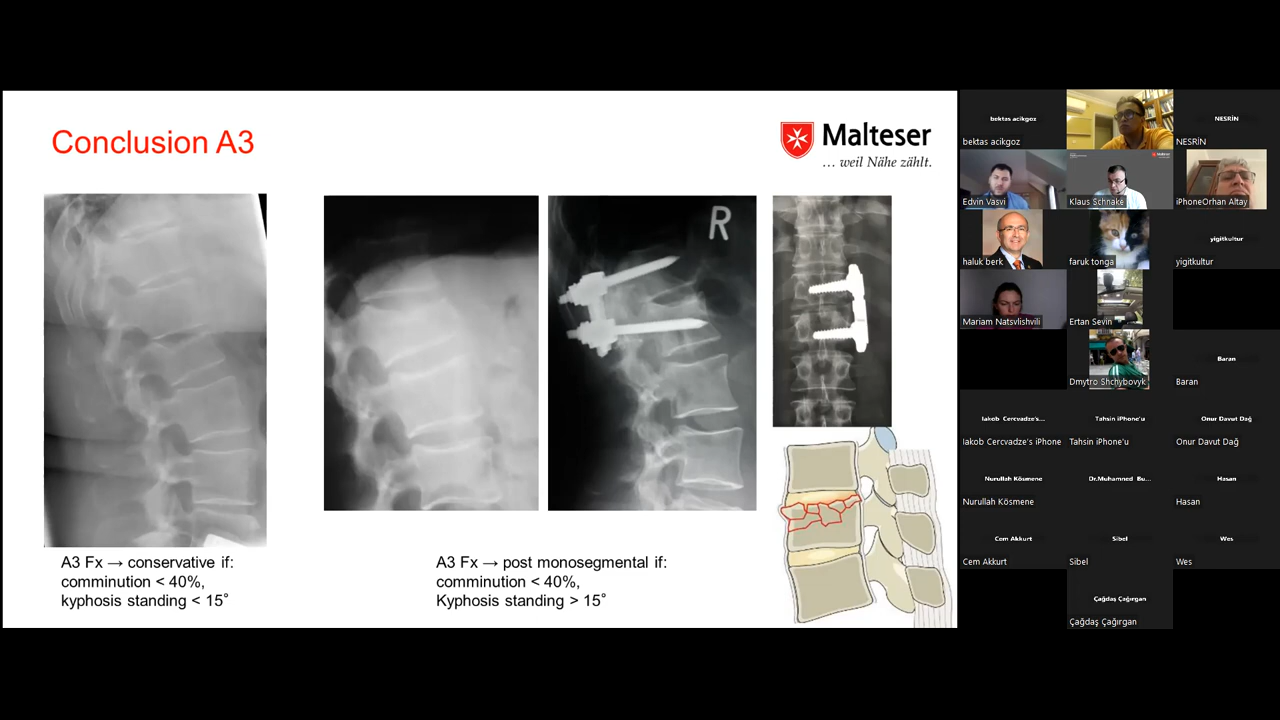 Conclusion A3
Malteser
... weil Nähe zählt.
R
A3 Fx → conservative if:
comminution < 40%,
kyphosis standing < 15°
A3 Fx → post monosegmental if:
comminution < 40%,
Kyphosis standing > 15°
bektas acikgoz
bektas acikgoz
NESRİN
NESRİN
Edvin Vasvi
Malteser
Klaus Schnake
iPhoneOrhan Altay
haluk berk
faruk tonga
yigitkultur
yigitkultur
Mariam Natsvlishvili
Ertan Sevin
Dmytro Shchybovyk
Baran
Baran
Iakob Cercvadze's...
Iakob Cercvadze's iPhone
Tahsin iPhone'u
Tahsin iPhone'u
Onur Davut Dağ
Onur Davut Dağ
Nurullah Kösmene
Nurullah Kösmene
Dr.Muhamned Bu...
Hasan
Hasan
Cem Akkurt
Cem Akkurt
Sibel
Sibel
Wes
Wes
Çağdaş Çağırgan
Çağdaş Çağırgan